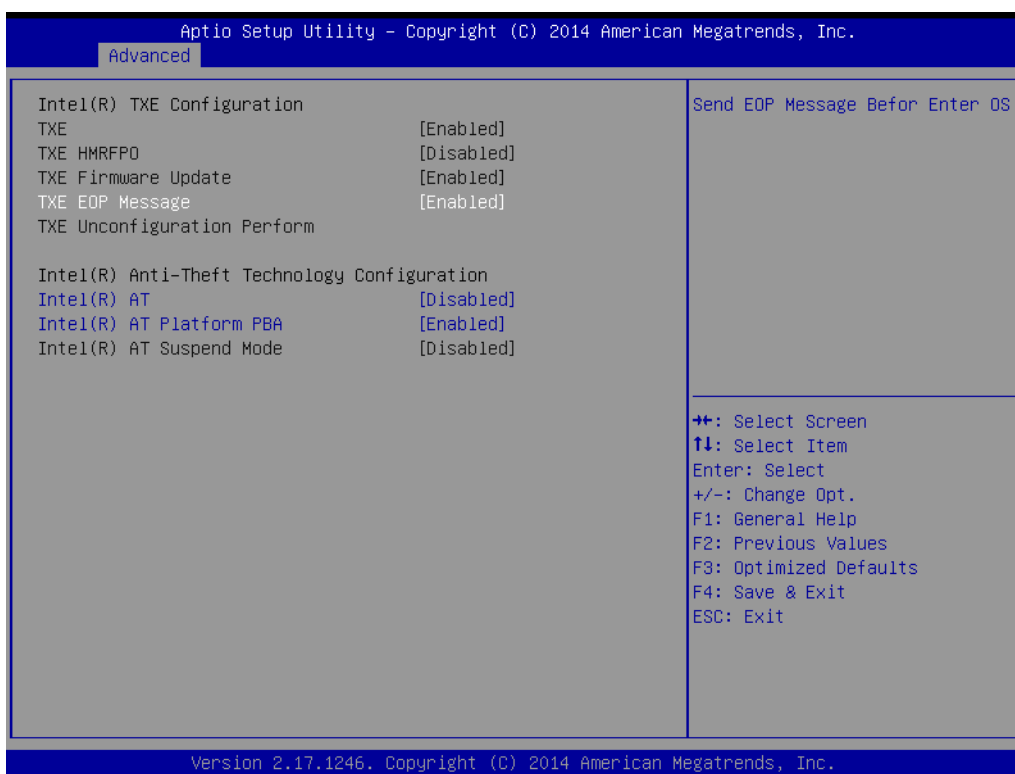 Aptio Setup Utility – Copyright (C) 2014 American Megatrends, Inc.
Advanced
Intel(R) TXE Configuration
TXE [Enabled]
TXE HMRFPO [Disabled]
TXE Firmware Update [Enabled]
TXE EOP Message [Enabled]
TXE Unconfiguration Perform
Intel(R) Anti-Theft Technology Configuration
Intel(R) AT [Disabled]
Intel(R) AT Platform PBA [Enabled]
Intel(R) AT Suspend Mode [Disabled]
Send EOP Message Befor Enter OS
→←: Select Screen
↑↓: Select Item
Enter: Select
+/-: Change Opt.
F1: General Help
F2: Previous Values
F3: Optimized Defaults
F4: Save & Exit
ESC: Exit
Version 2.17.1246. Copyright (C) 2014 American Megatrends, Inc.